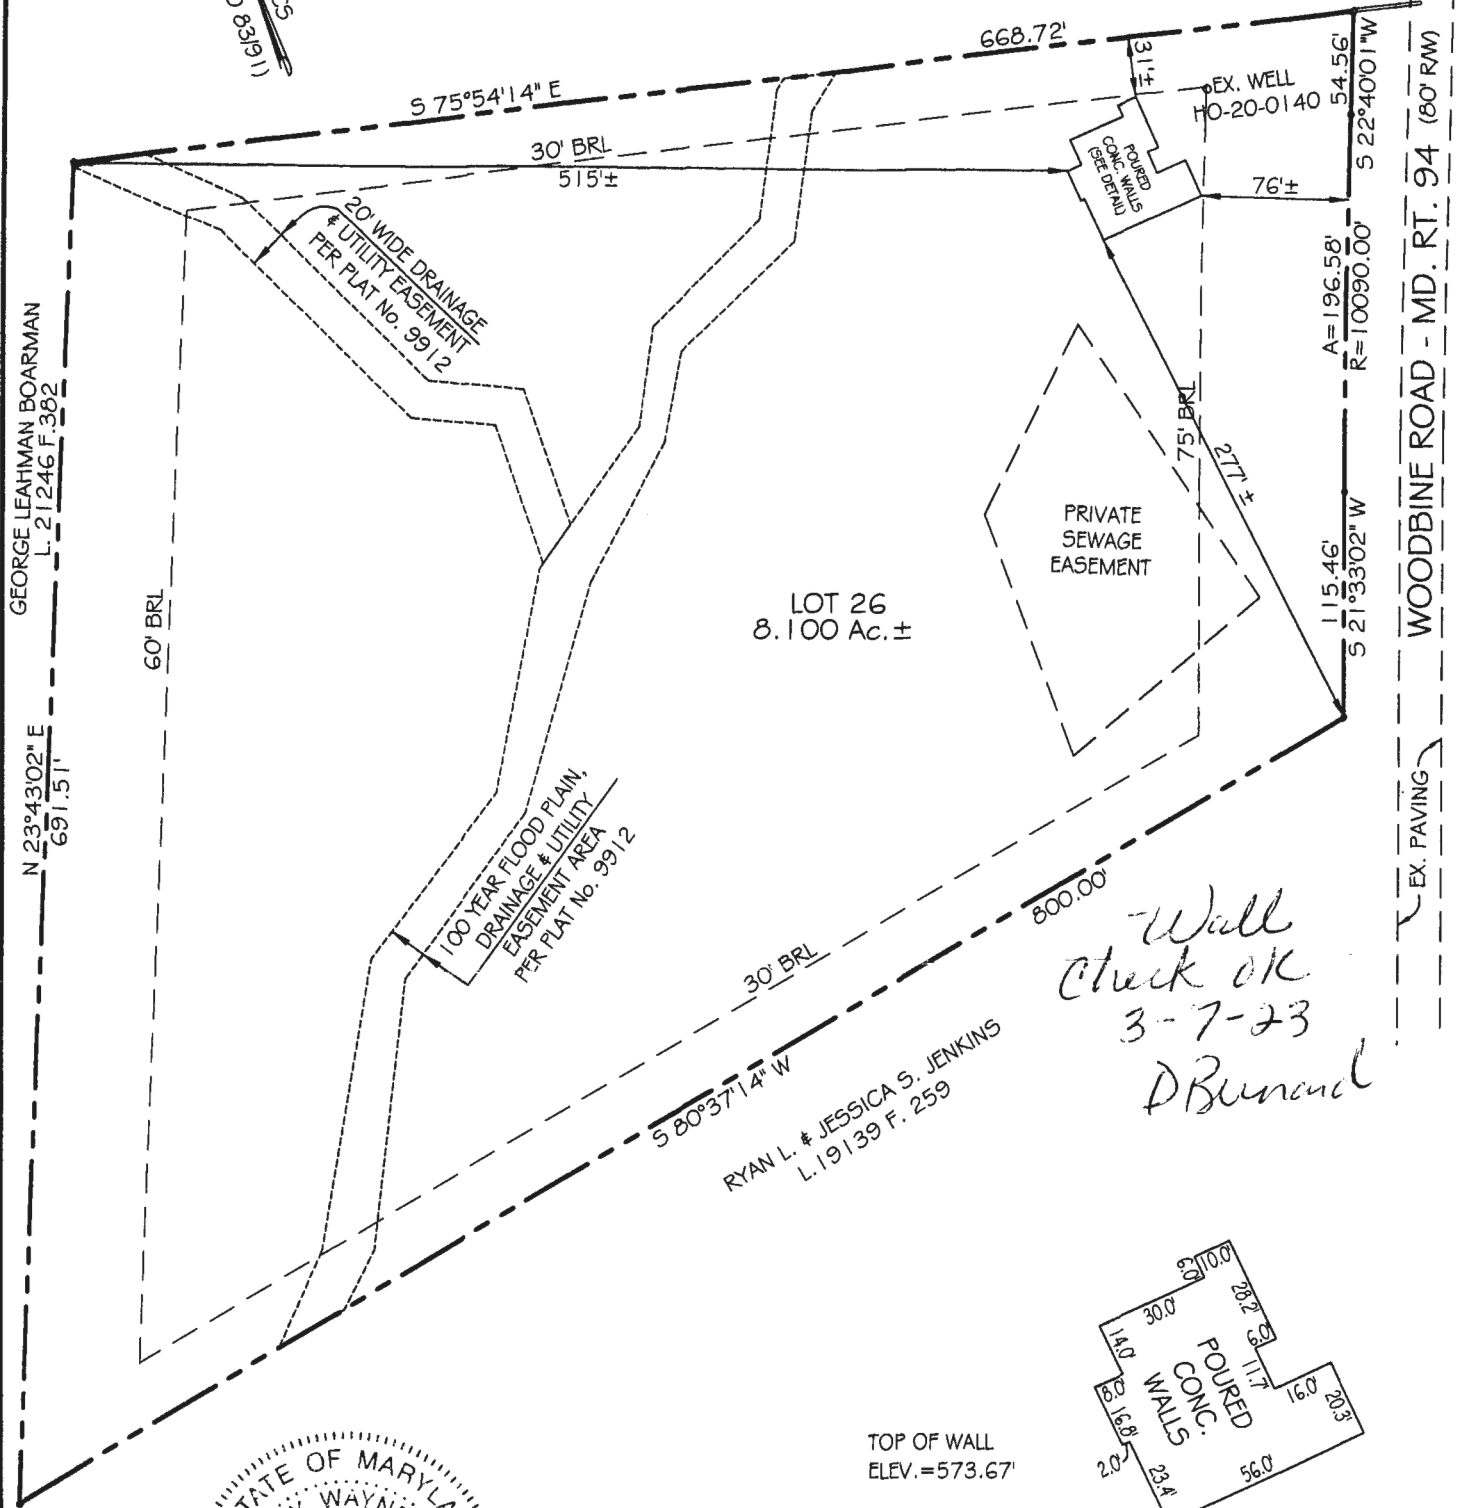 CS
83/91)
S 75°54'14" E
668.72'
30' BRL
515'±
31'±
EX. WELL
HO-20-0140
54.56'
S 22°40'01"W
POURED
CONC. WALLS
(SEE DETAIL)
76'±
20' WIDE DRAINAGE
& UTILITY EASEMENT
PER PLAT No. 9912
A=196.58'
R=10090.00'
WOODBINE ROAD - MD. RT. 94 (80' R/W)
GEORGE LEAHMAN BOARMAN
L. 21246 F.382
75' BRL
277'±
PRIVATE
SEWAGE
EASEMENT
115.46'
S 21°33'02" W
60' BRL
LOT 26
8.100 Ac.±
N 23°43'02" E
691.51'
100 YEAR FLOOD PLAIN,
DRAINAGE & UTILITY
EASEMENT AREA
PER PLAT No. 9912
EX. PAVING
800.00'
30' BRL
S 80°37'14" W
Wall
Check OK
3-7-23
RYAN L. & JESSICA S. JENKINS
L.19139 F. 259
6.0'
10.0'
30.0'
28.2'
14.0'
6.0'
11.7'
POURED
CONC.
WALLS
16.0'
20.3'
8.0'
16.8'
2.0'
23.4'
56.0'
TOP OF WALL
ELEV.=573.67'
OF MARYL
WAYN